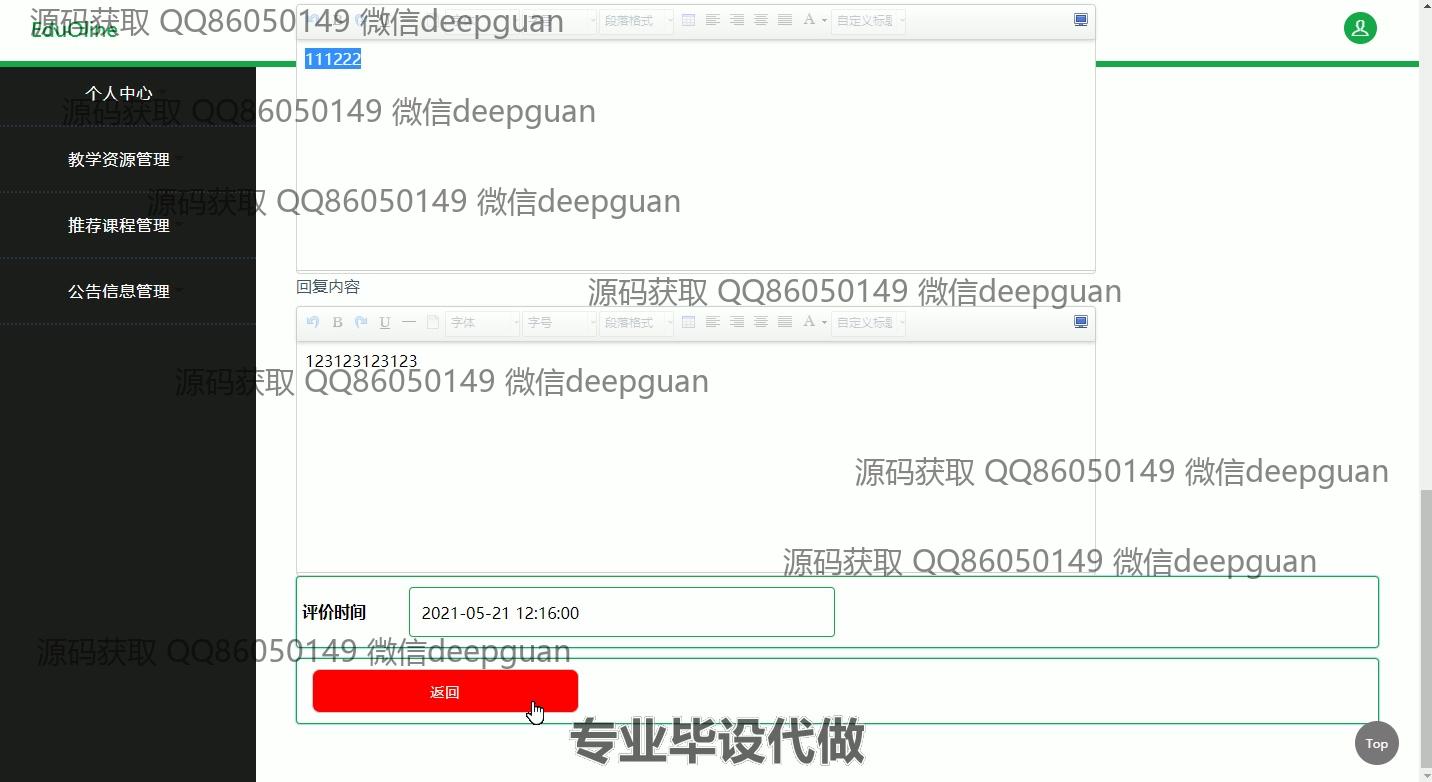 源码获取 QQ86050149 微信deepguan
EduOline
字体 字号 段落格式 A 自定义标题
111222
个人中心
源码获取 QQ86050149 微信deepguan
教学资源管理
源码获取 QQ86050149 微信deepguan
推荐课程管理
公告信息管理
回复内容
源码获取 QQ86050149 微信deepguan
B U 字体 字号 段落格式 A 自定义标题
123123123123
源码获取 QQ86050149 微信deepguan
源码获取 QQ86050149 微信deepguan
源码获取 QQ86050149 微信deepguan
评价时间 2021-05-21 12:16:00
源码获取 QQ86050149 微信deepguan
返回
专业毕设代做
Top